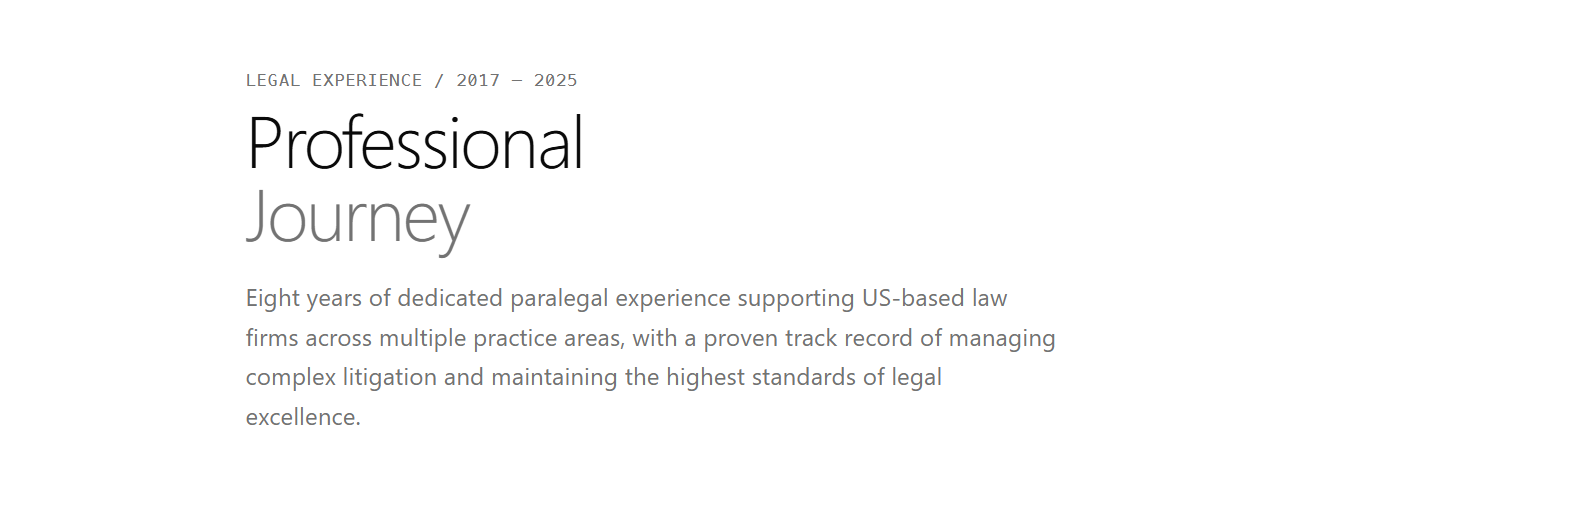 LEGAL EXPERIENCE / 2017 — 2025
Professional
Journey
Eight years of dedicated paralegal experience supporting US-based law
firms across multiple practice areas, with a proven track record of managing
complex litigation and maintaining the highest standards of legal
excellence.